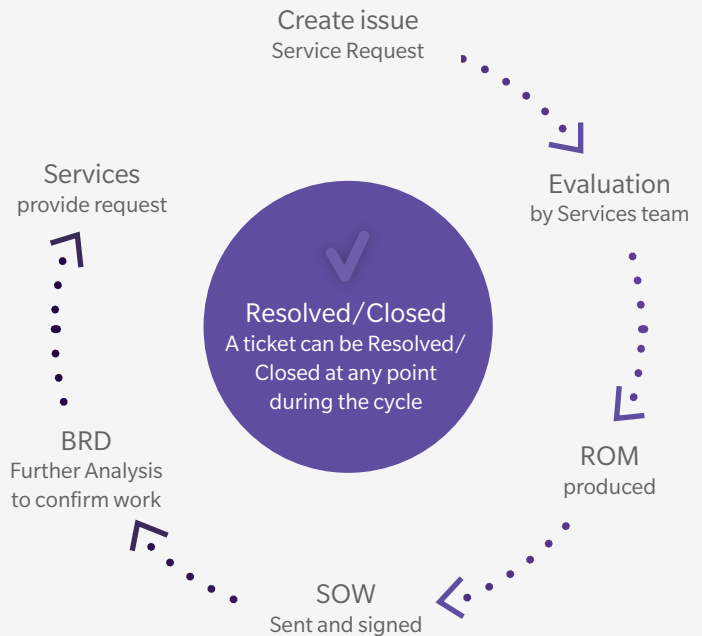 Create issue
Service Request
Evaluation
by Services team
ROM
produced
SOW
Sent and signed
BRD
Further Analysis
to confirm work
Services
provide request
Resolved/Closed
A ticket can be Resolved/
Closed at any point
during the cycle